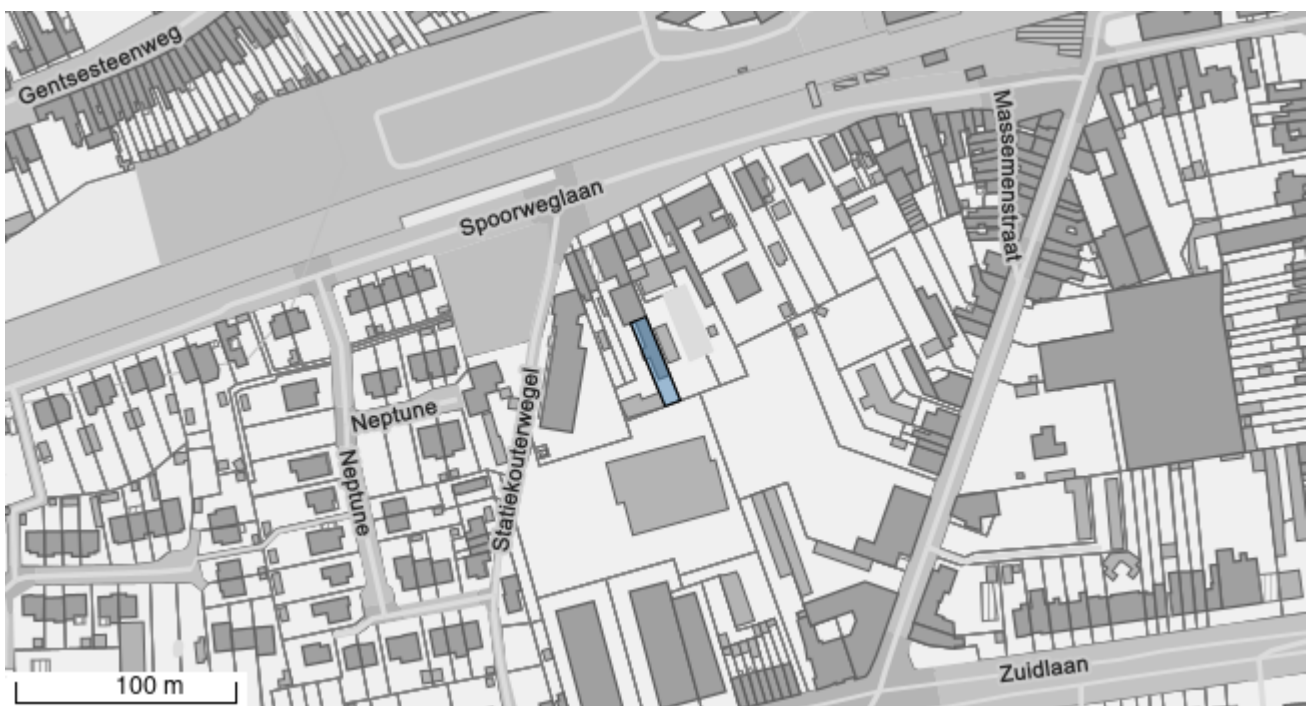 Gentsesteenweg
Massemenstraat
Spoorweglaan
Neptune
Neptune
Statiekouterwegel
Zuidlaan
100 m